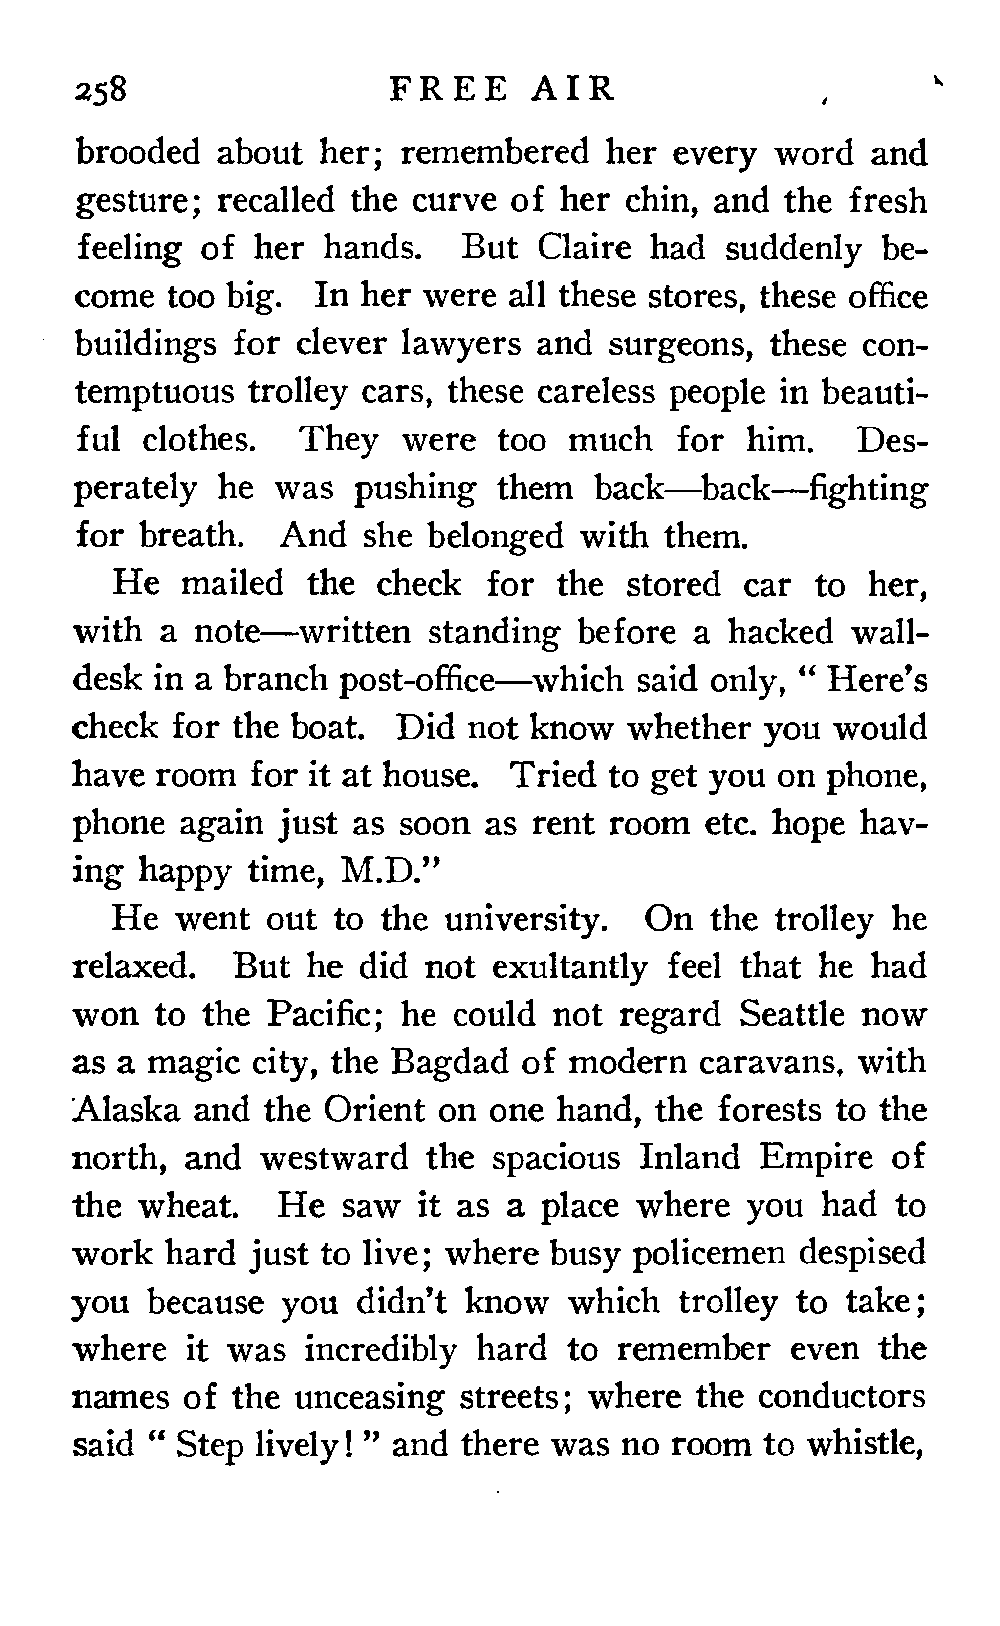 258 FREE AIR
brooded about her; remembered her every word and
gesture; recalled the curve of her chin, and the fresh
feeling of her hands. But Claire had suddenly be-
come too big. In her were all these stores, these office
buildings for clever lawyers and surgeons, these con-
temptuous trolley cars, these careless people in beauti-
ful clothes. They were too much for him. Des-
perately he was pushing them back—back—fighting
for breath. And she belonged with them.
He mailed the check for the stored car to her,
with a note—written standing before a hacked wall-
desk in a branch post-office—which said only, “ Here’s
check for the boat. Did not know whether you would
have room for it at house. Tried to get you on phone,
phone again just as soon as rent room etc. hope hav-
ing happy time, M.D.”
He went out to the university. On the trolley he
relaxed. But he did not exultantly feel that he had
won to the Pacific; he could not regard Seattle now
as a magic city, the Bagdad of modern caravans, with
Alaska and the Orient on one hand, the forests to the
north, and westward the spacious Inland Empire of
the wheat. He saw it as a place where you had to
work hard just to live; where busy policemen despised
you because you didn’t know which trolley to take;
where it was incredibly hard to remember even the
names of the unceasing streets; where the conductors
said “ Step lively! ” and there was no room to whistle,